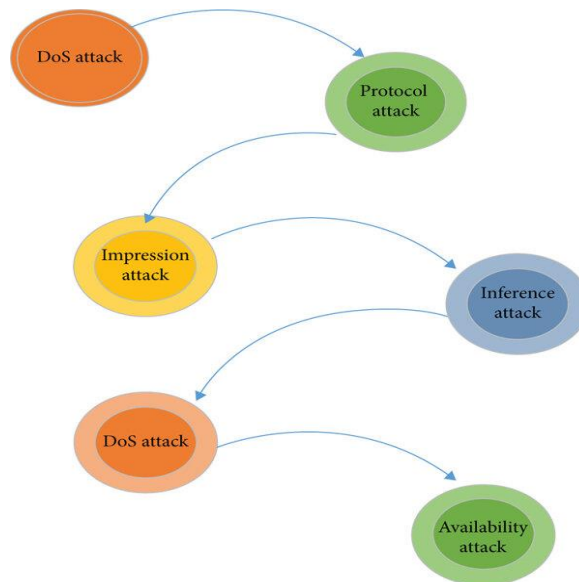 DoS attack
Protocol
attack
Impression
attack
Inference
attack
DoS attack
Availability
attack